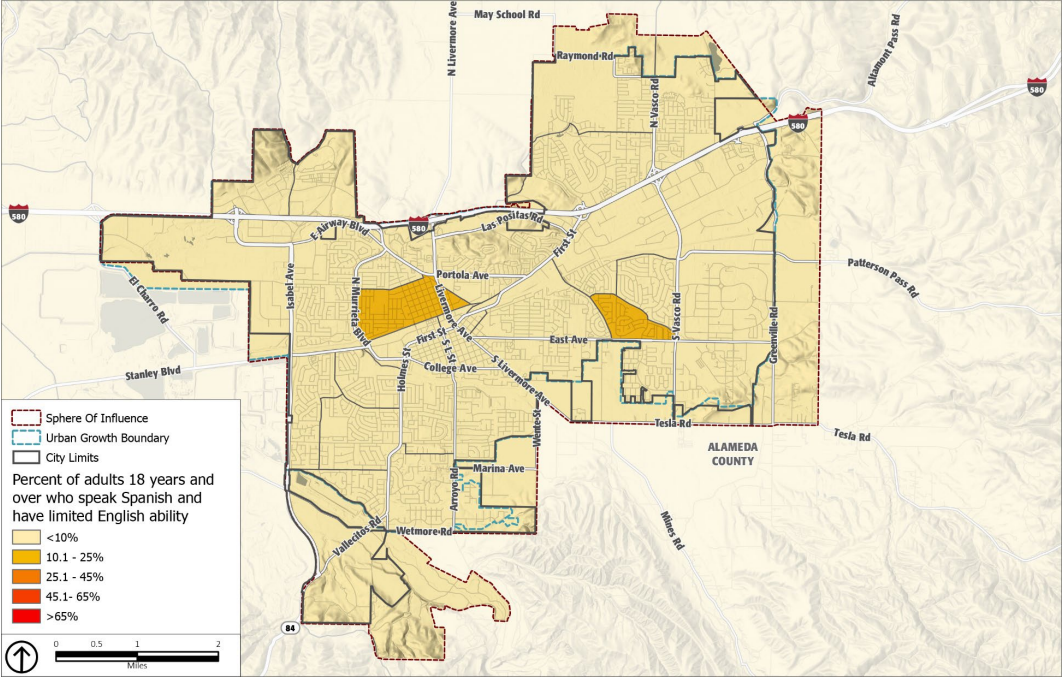 May School Rd
N Livermore Ave
Altamont Pass Rd
Raymond Rd
N Vasco Rd
580
580
580
580
E Airway Blvd
Las Positas Rd
First St
Portola Ave
Patterson Pass Rd
El Charro Rd
Isabel Ave
N Murrieta Blvd
Livermore Ave
S Vasco Rd
Greenville Rd
First St
East Ave
S L St
Holmes St
College Ave
S Livermore Ave
Stanley Blvd
Wente St
Tesla Rd
Tesla Rd
ALAMEDA
COUNTY
Marina Ave
Arroyo Rd
Mines Rd
Wetmore Rd
Vallecitos Rd
84
Sphere Of Influence
Urban Growth Boundary
City Limits
Percent of adults 18 years and
over who speak Spanish and
have limited English ability
<10%
10.1 - 25%
25.1 - 45%
45.1- 65%
>65%
0 0.5 1 2
Miles